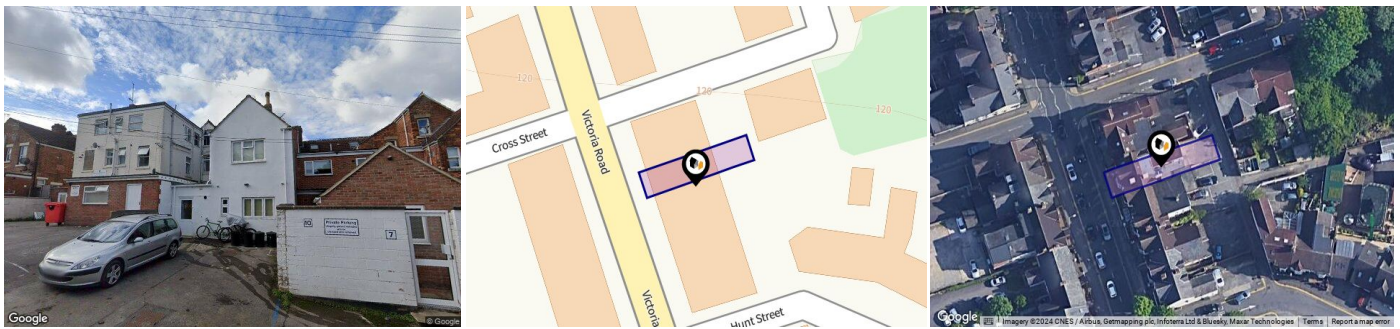 10
Private Parking
7
Google
© Google
120
120
120
Cross Street
Victoria Road
Victoria
Hunt Street
Google
Imagery ©2024 CNES / Airbus, Getmapping plc, Infoterra Ltd & Bluesky, Maxar Technologies
Terms
Report a map error